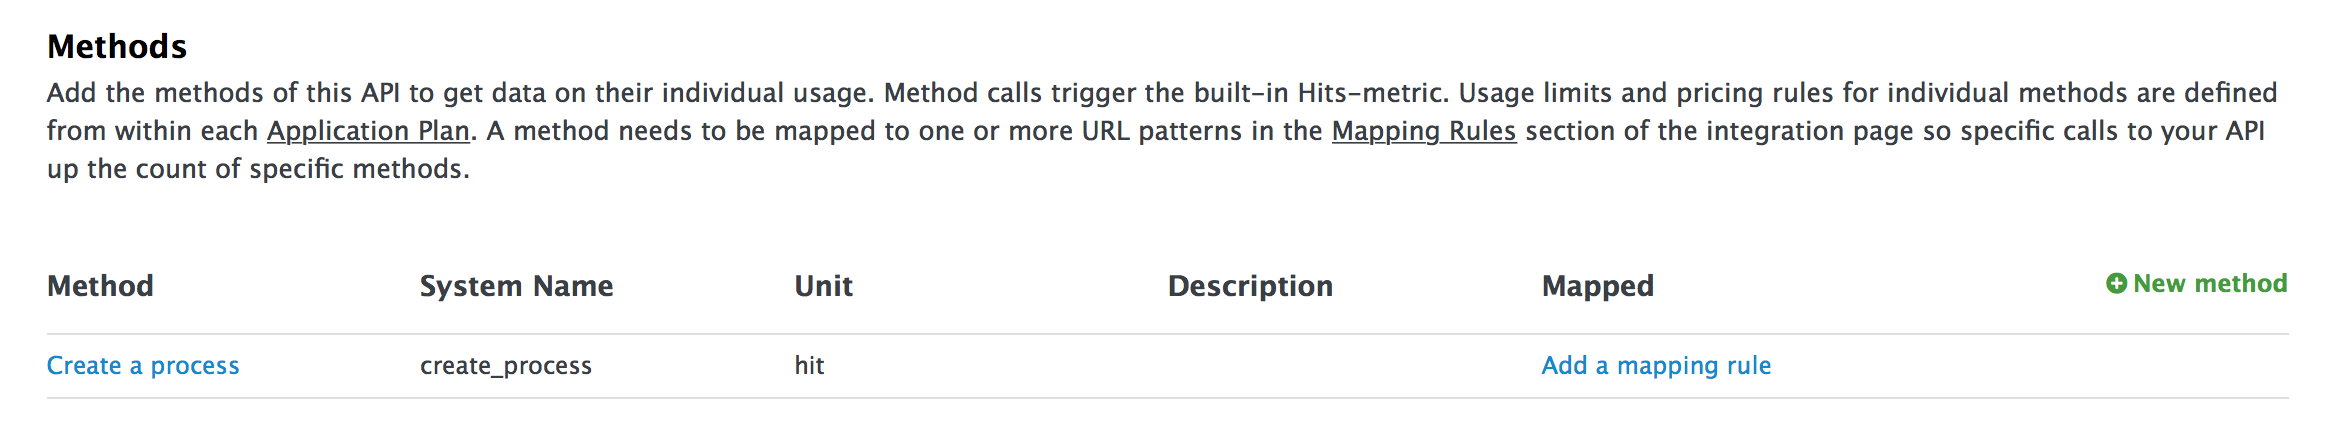 Methods
Add the methods of this API to get data on their individual usage. Method calls trigger the built-in Hits-metric. Usage limits and pricing rules for individual methods are defined
from within each Application Plan. A method needs to be mapped to one or more URL patterns in the Mapping Rules section of the integration page so specific calls to your API
up the count of specific methods.
Method System Name Unit Description Mapped New method
Create a process create_process hit Add a mapping rule